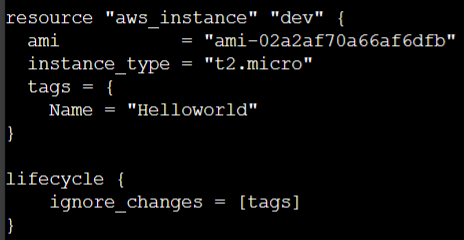 resource "aws_instance" "dev" {
  ami           = "ami-02a2af70a66af6dfb"
  instance_type = "t2.micro"
  tags = {
    Name = "Helloworld"
}

lifecycle {
    ignore_changes = [tags]
}